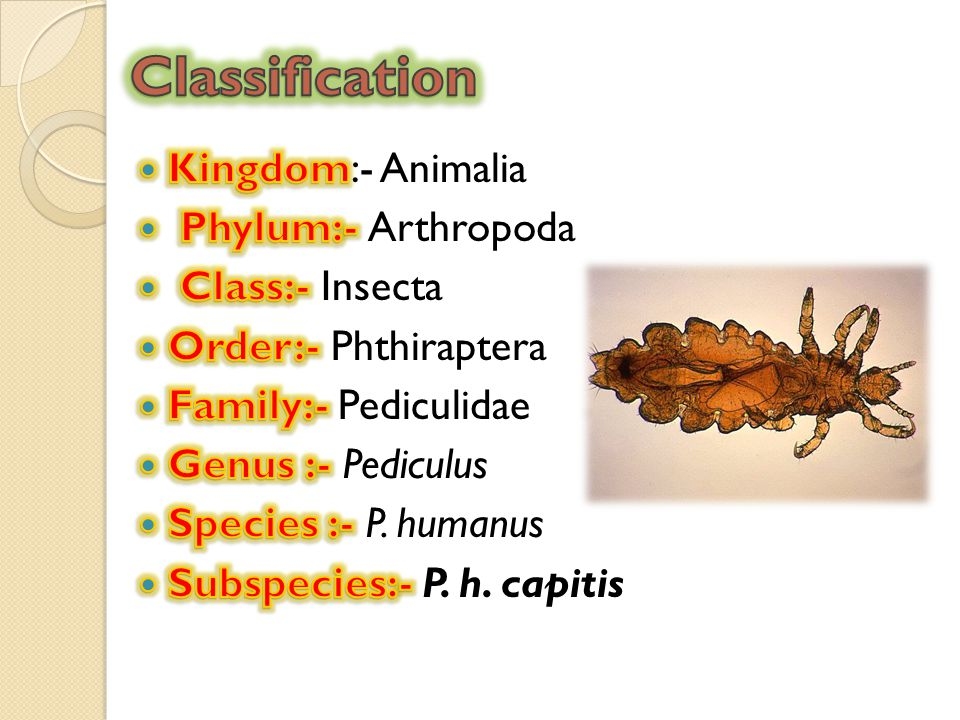 Classification
• Kingdom:- Animalia
• Phylum:- Arthropoda
• Class:- Insecta
• Order:- Phthiraptera
• Family:- Pediculidae
• Genus :- Pediculus
• Species :- P. humanus
• Subspecies:- P. h. capitis